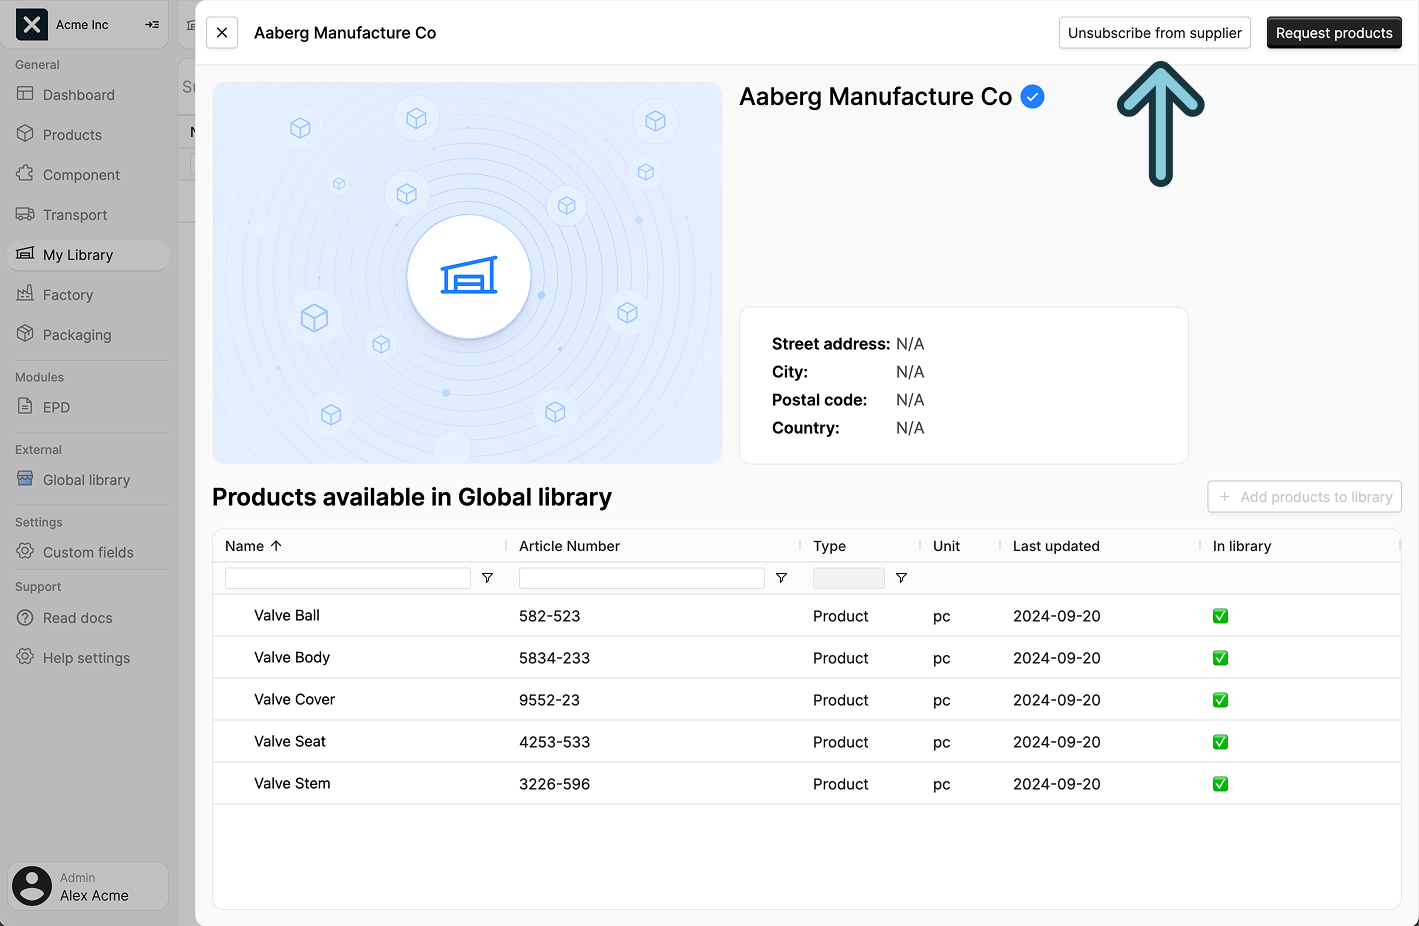 Acme Inc
Aaberg Manufacture Co
Unsubscribe from supplier
Request products
General
Dashboard
Products
Component
Transport
My Library
Factory
Packaging
Modules
EPD
External
Global library
Settings
Custom fields
Support
Read docs
Help settings
Admin
Alex Acme
Aaberg Manufacture Co
Street address: N/A
City: N/A
Postal code: N/A
Country: N/A
Products available in Global library
+ Add products to library
Name Article Number Type Unit Last updated In library
Valve Ball 582-523 Product pc 2024-09-20
Valve Body 5834-233 Product pc 2024-09-20
Valve Cover 9552-23 Product pc 2024-09-20
Valve Seat 4253-533 Product pc 2024-09-20
Valve Stem 3226-596 Product pc 2024-09-20